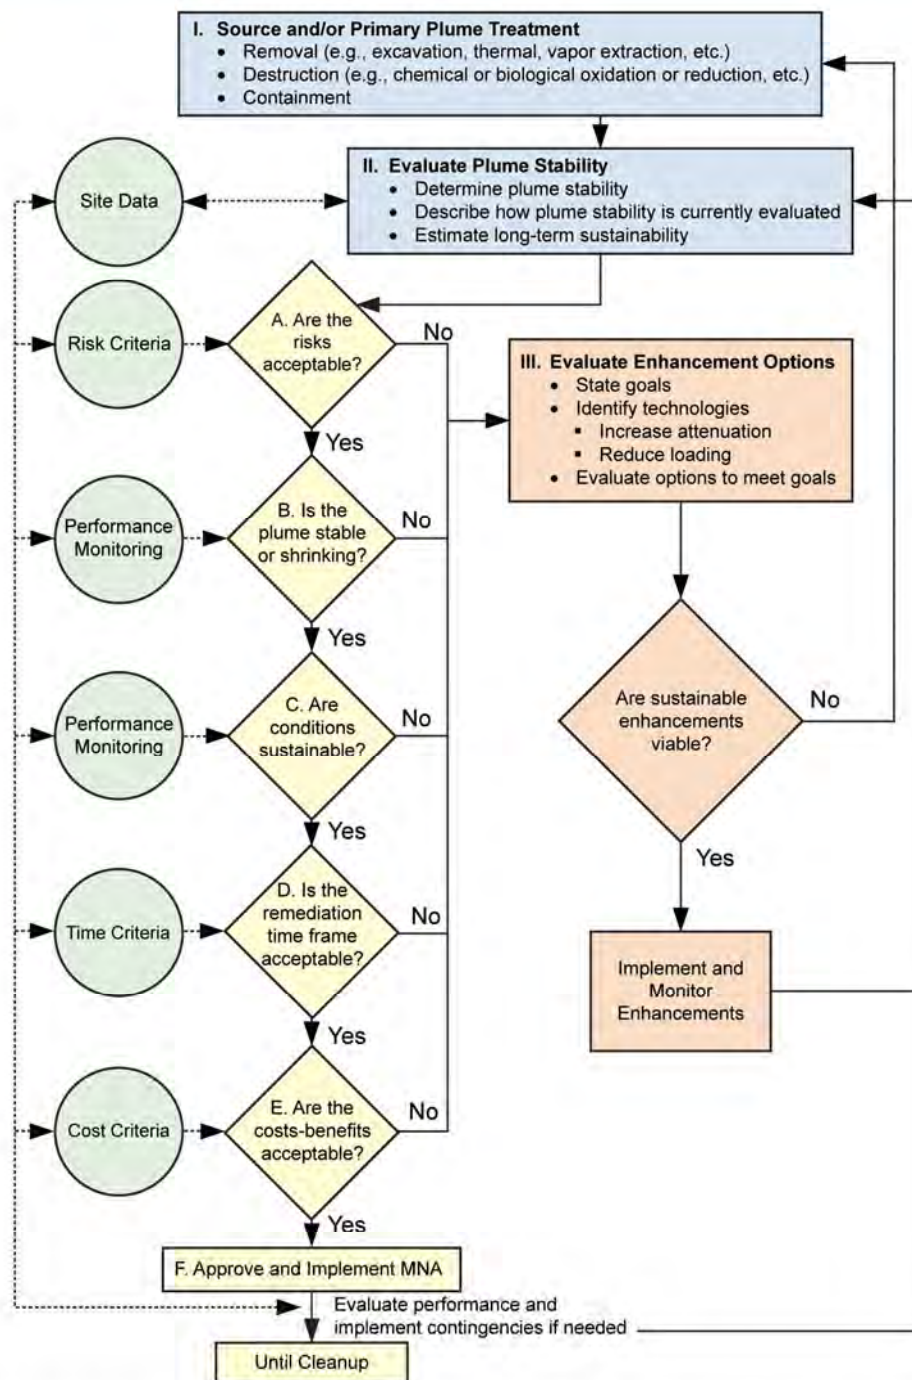 I. Source and/or Primary Plume Treatment
• Removal (e.g., excavation, thermal, vapor extraction, etc.)
• Destruction (e.g., chemical or biological oxidation or reduction, etc.)
• Containment
II. Evaluate Plume Stability
• Determine plume stability
• Describe how plume stability is currently evaluated
• Estimate long-term sustainability
Site Data
Risk Criteria
A. Are the
risks
acceptable?
No
Yes
III. Evaluate Enhancement Options
• State goals
• Identify technologies
▪ Increase attenuation
▪ Reduce loading
• Evaluate options to meet goals
Performance
Monitoring
B. Is the
plume stable
or shrinking?
No
Yes
Performance
Monitoring
C. Are
conditions
sustainable?
No
Yes
Are sustainable
enhancements
viable?
No
Yes
Time Criteria
D. Is the
remediation
time frame
acceptable?
No
Yes
Implement and
Monitor
Enhancements
Cost Criteria
E. Are the
costs-benefits
acceptable?
No
Yes
F. Approve and Implement MNA
Evaluate performance and
implement contingencies if needed
Until Cleanup